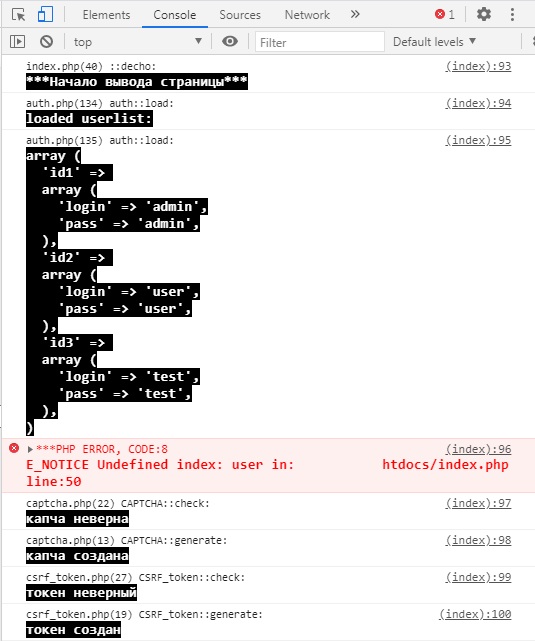 Elements Console Sources Network » 1
top Filter Default levels
index.php(40) ::decho: (index):93
***Начало вывода страницы***
auth.php(134) auth::load: (index):94
loaded userlist:
auth.php(135) auth::load: (index):95
array (
'id1' =>
array (
'login' => 'admin',
'pass' => 'admin',
),
'id2' =>
array (
'login' => 'user',
'pass' => 'user',
),
'id3' =>
array (
'login' => 'test',
'pass' => 'test',
),
)
***PHP ERROR, CODE:8 (index):96
E_NOTICE Undefined index: user in: htdocs/index.php
line:50
captcha.php(22) CAPTCHA::check: (index):97
капча неверна
captcha.php(13) CAPTCHA::generate: (index):98
капча создана
csrf_token.php(27) CSRF_token::check: (index):99
токен неверный
csrf_token.php(19) CSRF_token::generate: (index):100
токен создан